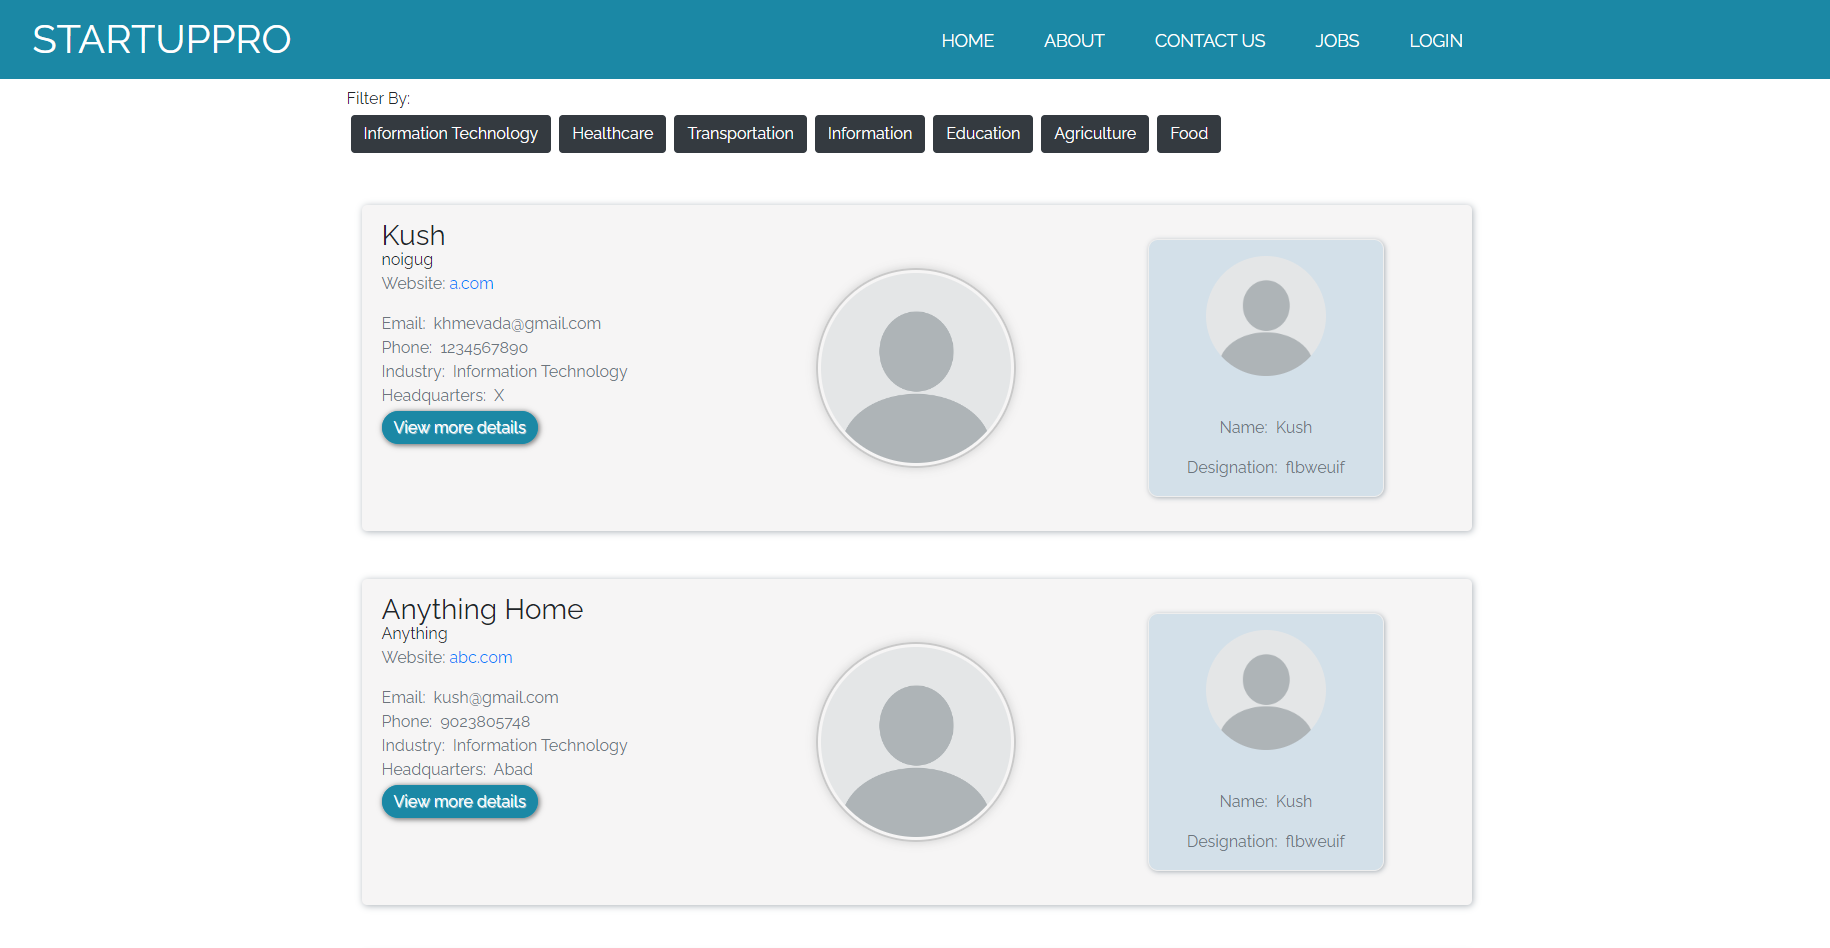 STARTUPPRO
HOME ABOUT CONTACT US JOBS LOGIN
Filter By:
Information Technology Healthcare Transportation Information Education Agriculture Food
Kush
noigug
Website: a.com
Email: khmevada@gmail.com
Phone: 1234567890
Industry: Information Technology
Headquarters: X
View more details
Name: Kush
Designation: flbweuif
Anything Home
Anything
Website: abc.com
Email: kush@gmail.com
Phone: 9023805748
Industry: Information Technology
Headquarters: Abad
View more details
Name: Kush
Designation: flbweuif